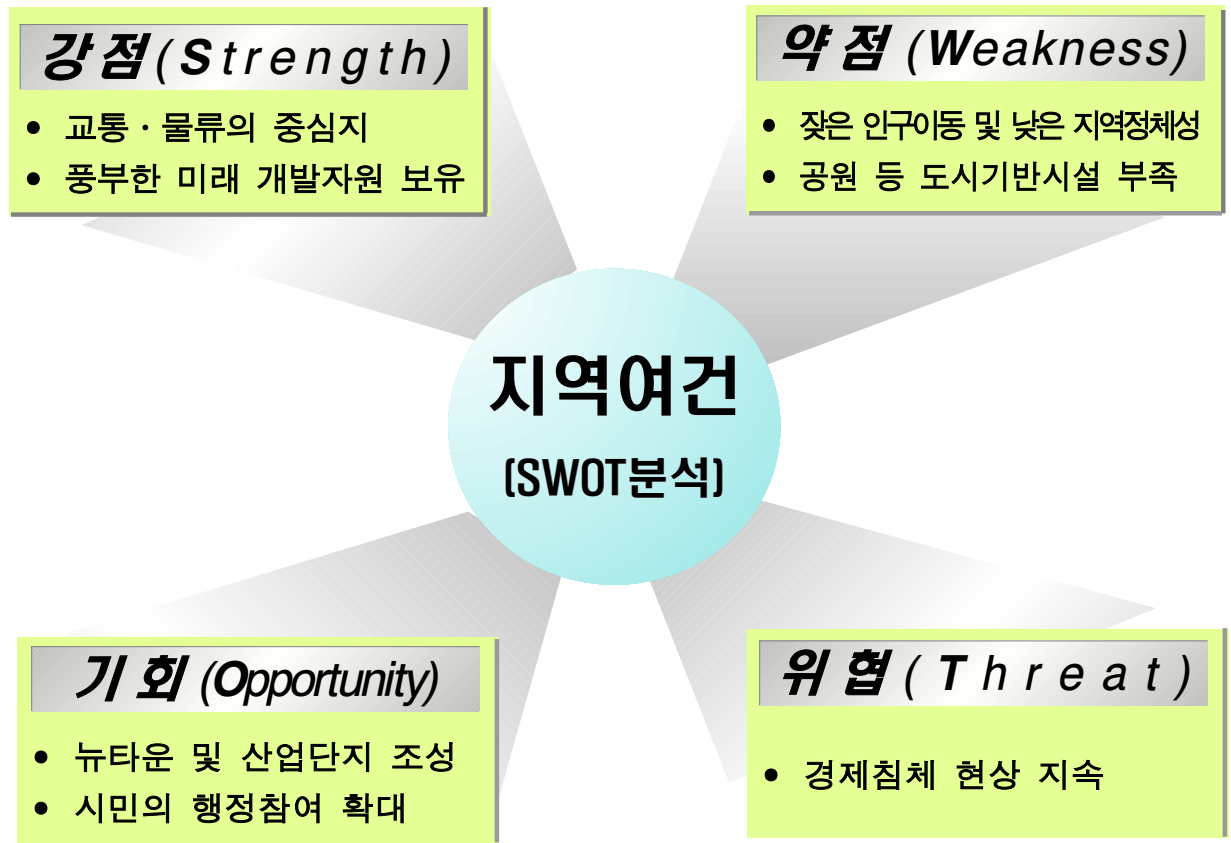 강점(Strength)
• 교통·물류의 중심지
• 풍부한 미래 개발자원 보유
약점 (Weakness)
• 잦은 인구이동 및 낮은 지역정체성
• 공원 등 도시기반시설 부족
지역여건
(SWOT분석)
기회 (Opportunity)
• 뉴타운 및 산업단지 조성
• 시민의 행정참여 확대
위협(Threat)
• 경제침체 현상 지속